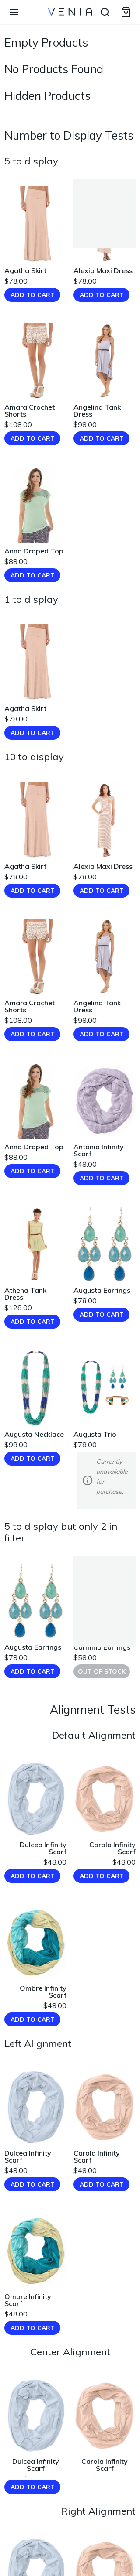 VENIA
Empty Products
No Products Found
Hidden Products
Number to Display Tests
5 to display
Agatha Skirt
$78.00
ADD TO CART
Alexia Maxi Dress
$78.00
ADD TO CART
Amara Crochet
Shorts
$108.00
ADD TO CART
Angelina Tank
Dress
$98.00
ADD TO CART
Anna Draped Top
$88.00
ADD TO CART
1 to display
Agatha Skirt
$78.00
ADD TO CART
10 to display
Agatha Skirt
$78.00
ADD TO CART
Alexia Maxi Dress
$78.00
ADD TO CART
Amara Crochet
Shorts
$108.00
ADD TO CART
Angelina Tank
Dress
$98.00
ADD TO CART
Anna Draped Top
$88.00
ADD TO CART
Antonia Infinity
Scarf
$48.00
ADD TO CART
Athena Tank
Dress
$128.00
ADD TO CART
Augusta Earrings
$78.00
ADD TO CART
Augusta Necklace
$98.00
ADD TO CART
Augusta Trio
$78.00
Currently
unavailable
for
purchase.
5 to display but only 2 in
filter
Augusta Earrings
$78.00
ADD TO CART
Carmina Earrings
$58.00
OUT OF STOCK
Alignment Tests
Default Alignment
Dulcea Infinity
Scarf
$48.00
ADD TO CART
Carola Infinity
Scarf
$48.00
ADD TO CART
Ombre Infinity
Scarf
$48.00
ADD TO CART
Left Alignment
Dulcea Infinity
Scarf
$48.00
ADD TO CART
Carola Infinity
Scarf
$48.00
ADD TO CART
Ombre Infinity
Scarf
$48.00
ADD TO CART
Center Alignment
Dulcea Infinity
Scarf
ADD TO CART
Carola Infinity
Scarf
Right Alignment